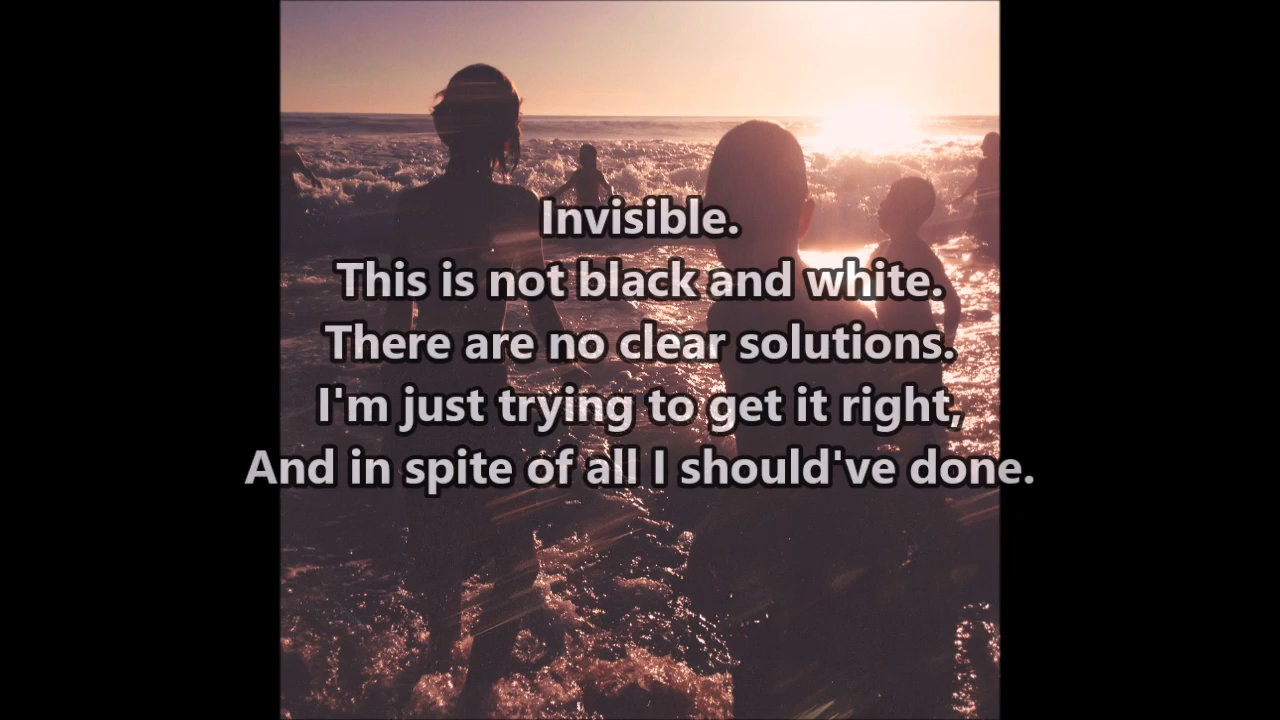 Invisible.
This is not black and white.
There are no clear solutions.
I'm just trying to get it right,
And in spite of all I should've done.